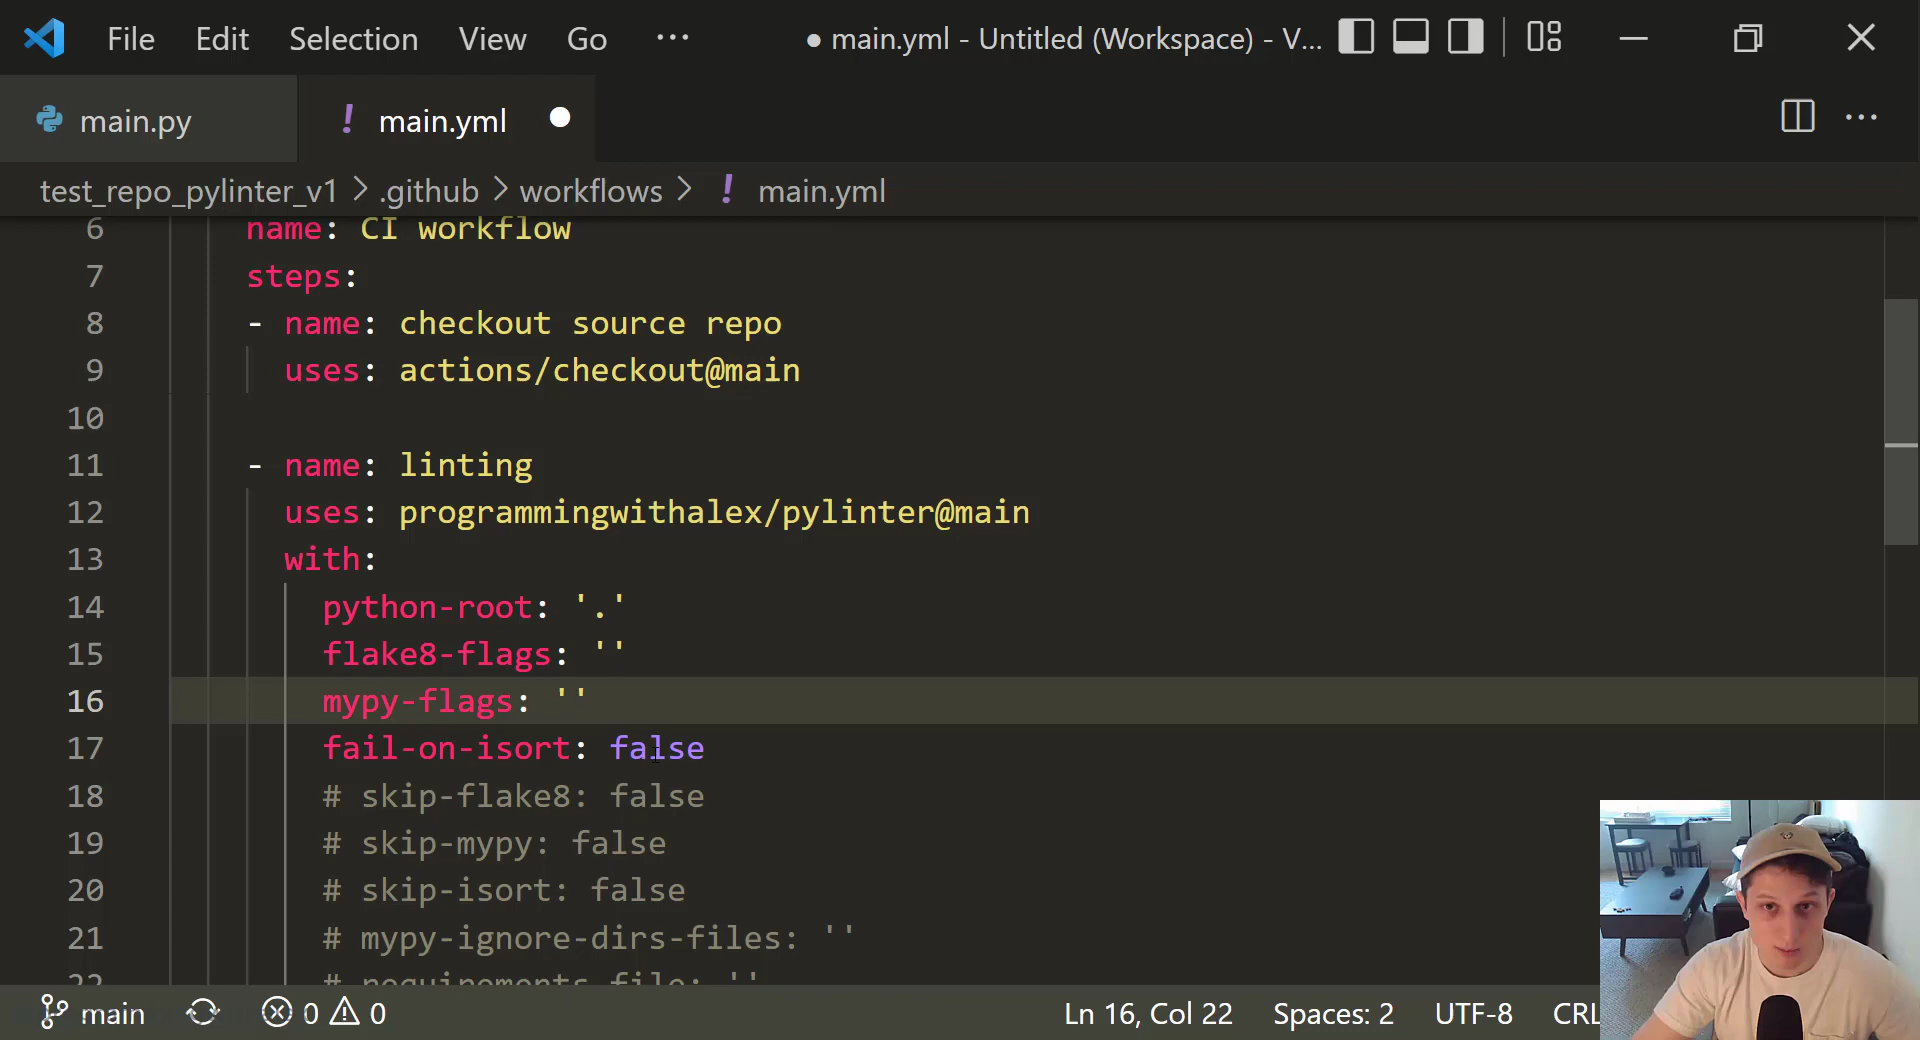 File Edit Selection View Go ··· ● main.yml - Untitled (Workspace) - V...
main.py ! main.yml ●
test_repo_pylinter_v1 > .github > workflows > ! main.yml
6 name: CI workflow
7 steps:
8 - name: checkout source repo
9 uses: actions/checkout@main
10
11 - name: linting
12 uses: programmingwithalex/pylinter@main
13 with:
14 python-root: '.'
15 flake8-flags: ''
16 mypy-flags: ''
17 fail-on-isort: false
18 # skip-flake8: false
19 # skip-mypy: false
20 # skip-isort: false
21 # mypy-ignore-dirs-files: ''
22 # requirements-file: ''
main 0 0 Ln 16, Col 22 Spaces: 2 UTF-8 CRL